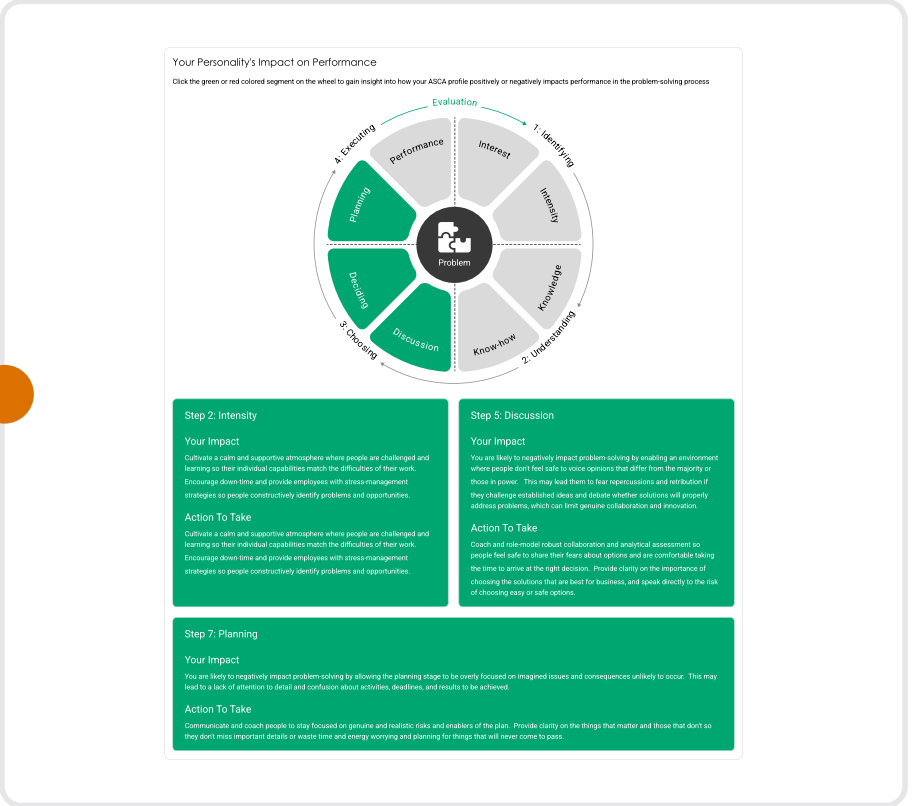 Your Personality's Impact on Performance
Click the green or red colored segment on the wheel to gain insight into how your ASCA profile positively or negatively impacts performance in the problem-solving process
Evaluation
4: Executing
1: Identifying
Performance
Interest
Planning
Intensity
Problem
Deciding
Knowledge
Discussion
Know-how
3: Choosing
2: Understanding
Step 2: Intensity
Your Impact
Cultivate a calm and supportive atmosphere where people are challenged and
learning so their individual capabilities match the difficulties of their work.
Encourage down-time and provide employees with stress-management
strategies so people constructively identify problems and opportunities.
Action To Take
Cultivate a calm and supportive atmosphere where people are challenged and
learning so their individual capabilities match the difficulties of their work.
Encourage down-time and provide employees with stress-management
strategies so people constructively identify problems and opportunities.
Step 5: Discussion
Your Impact
You are likely to negatively impact problem-solving by enabling an environment
where people don't feel safe to voice opinions that differ from the majority or
those in power. This may lead them to fear repercussions and retribution if
they challenge established ideas and debate whether solutions will properly
address problems, which can limit genuine collaboration and innovation.
Action To Take
Coach and role-model robust collaboration and analytical assessment so
people feel safe to share their fears about options and are comfortable taking
the time to arrive at the right decision. Provide clarity on the importance of
choosing the solutions that are best for business, and speak directly to the risk
of choosing easy or safe options.
Step 7: Planning
Your Impact
You are likely to negatively impact problem-solving by allowing the planning stage to be overly focused on imagined issues and consequences unlikely to occur. This may
lead to a lack of attention to detail and confusion about activities, deadlines, and results to be achieved.
Action To Take
Communicate and coach people to stay focused on genuine and realistic risks and enablers of the plan. Provide clarity on the things that matter and those that don't so
they don't miss important details or waste time and energy worrying and planning for things that will never come to pass.